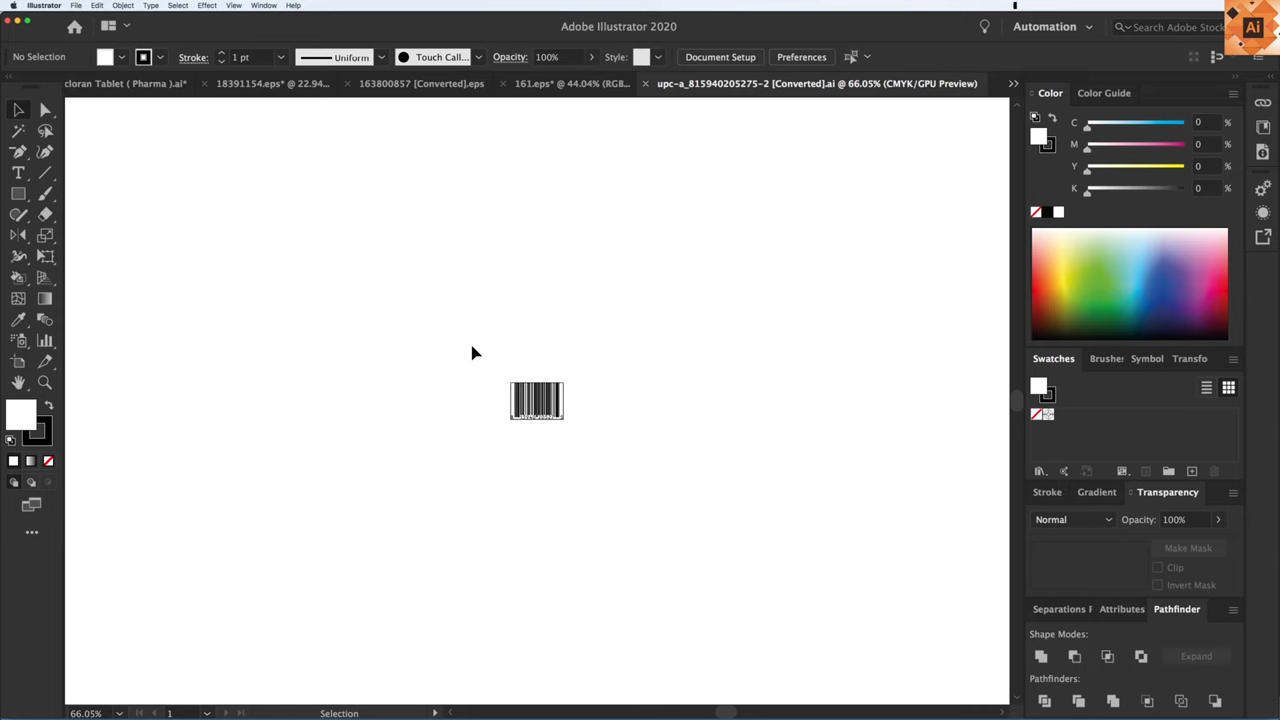 Illustrator File Edit Object Type Select Effect View Window Help
Adobe Illustrator 2020
Automation
Search Adobe Stock
Ai
No Selection
Stroke: 1 pt
Uniform
Touch Call...
Opacity: 100%
Style:
Document Setup
Preferences
cloran Tablet ( Pharma ).ai*
18391154.eps* @ 22.94...
163800857 [Converted].eps
161.eps* @ 44.04% (RGB...
upc-a_815940205275-2 [Converted].ai @ 66.05% (CMYK/GPU Preview)
Color Color Guide
C 0 %
M 0 %
Y 0 %
K 0 %
Swatches Brushes Symbol Transfo
Stroke Gradient Transparency
Normal Opacity: 100%
Make Mask
Clip
Invert Mask
Separations Attributes Pathfinder
Shape Modes:
Expand
Pathfinders:
66.05% 1 Selection